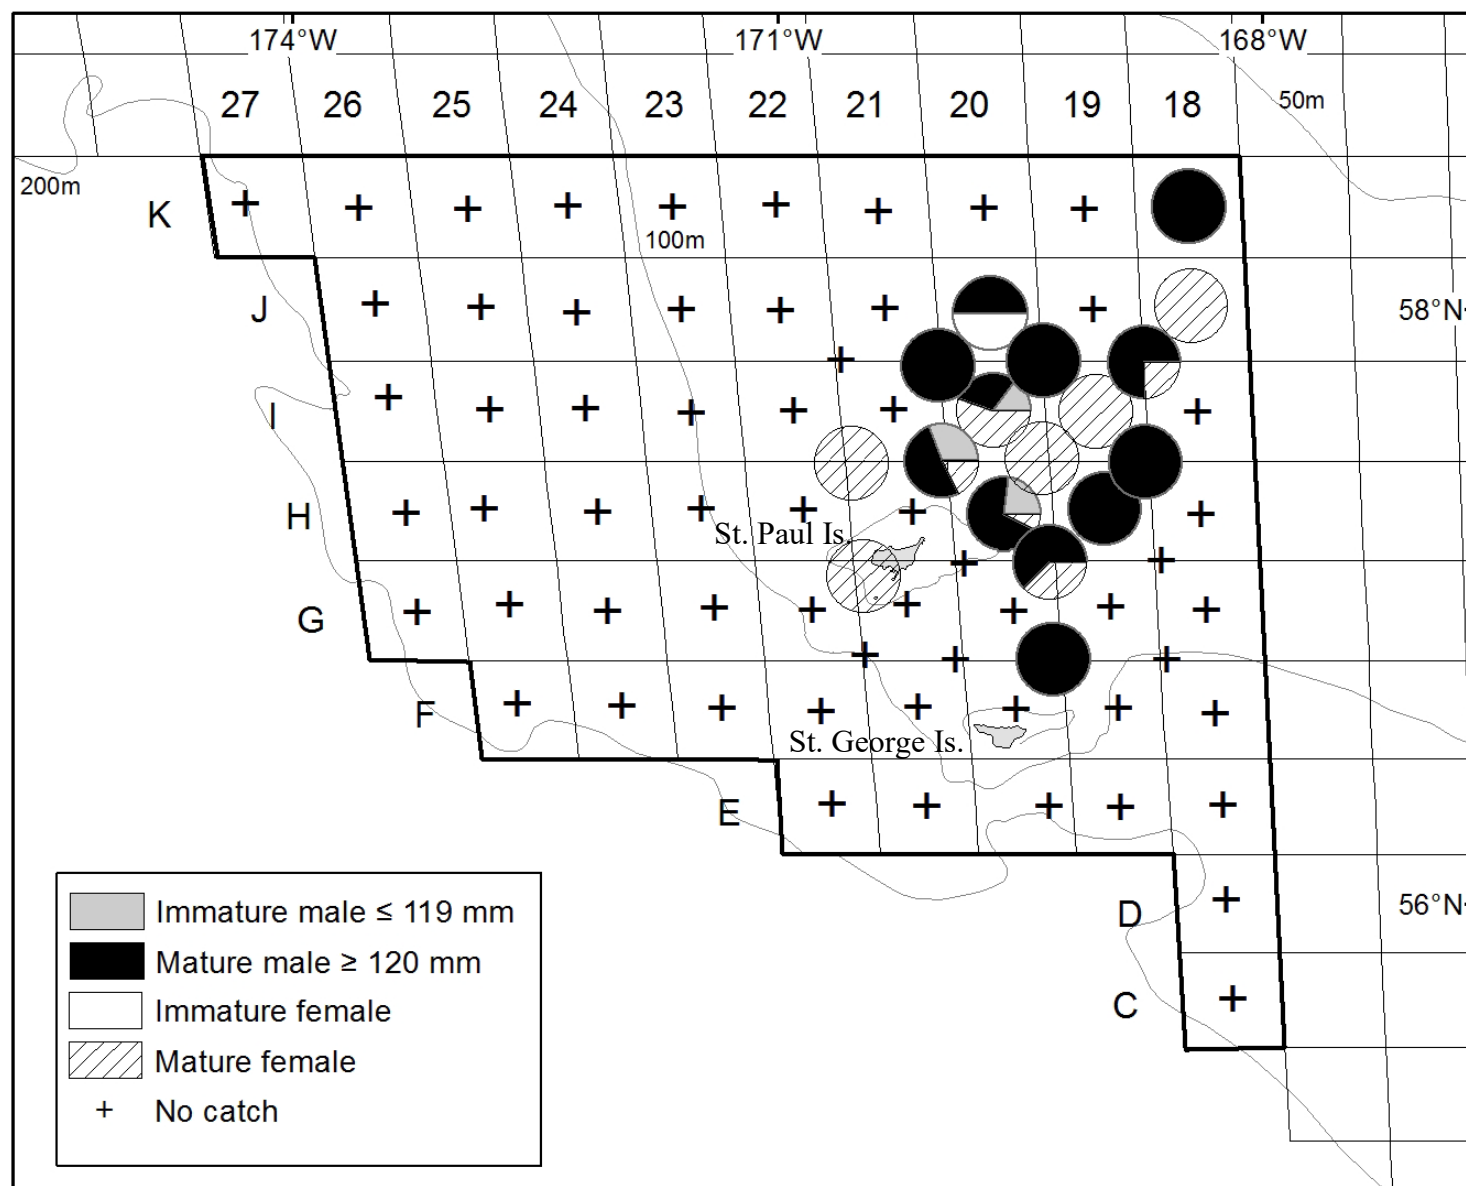 174°W 171°W 168°W
27 26 25 24 23 22 21 20 19 18
50m
200m
K
100m
J
58°N
I
H
St. Paul Is.
G
F
St. George Is.
E
Immature male ≤ 119 mm
Mature male ≥ 120 mm
Immature female
Mature female
No catch
D
56°N
C